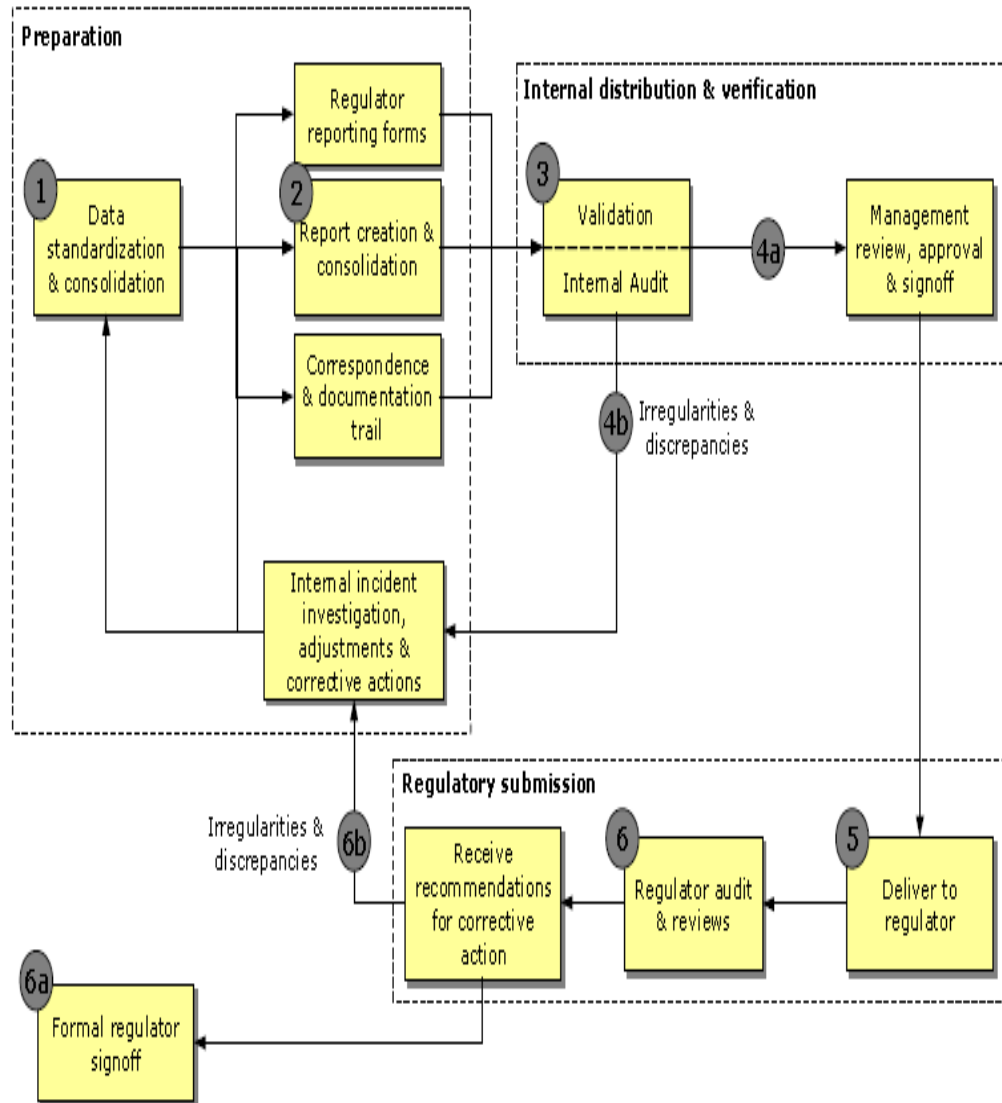 Preparation
Regulator
reporting forms
1
Data
standardization
& consolidation
2
Report creation &
consolidation
Correspondence
& documentation
trail
Internal incident
investigation,
adjustments &
corrective actions
Internal distribution & verification
3
Validation
Internal Audit
4a
Management
review, approval
& signoff
4b
Irregularities &
discrepancies
Regulatory submission
5
Deliver to
regulator
6
Regulator audit
& reviews
Receive
recommendations
for corrective
action
6b
Irregularities &
discrepancies
6a
Formal regulator
signoff